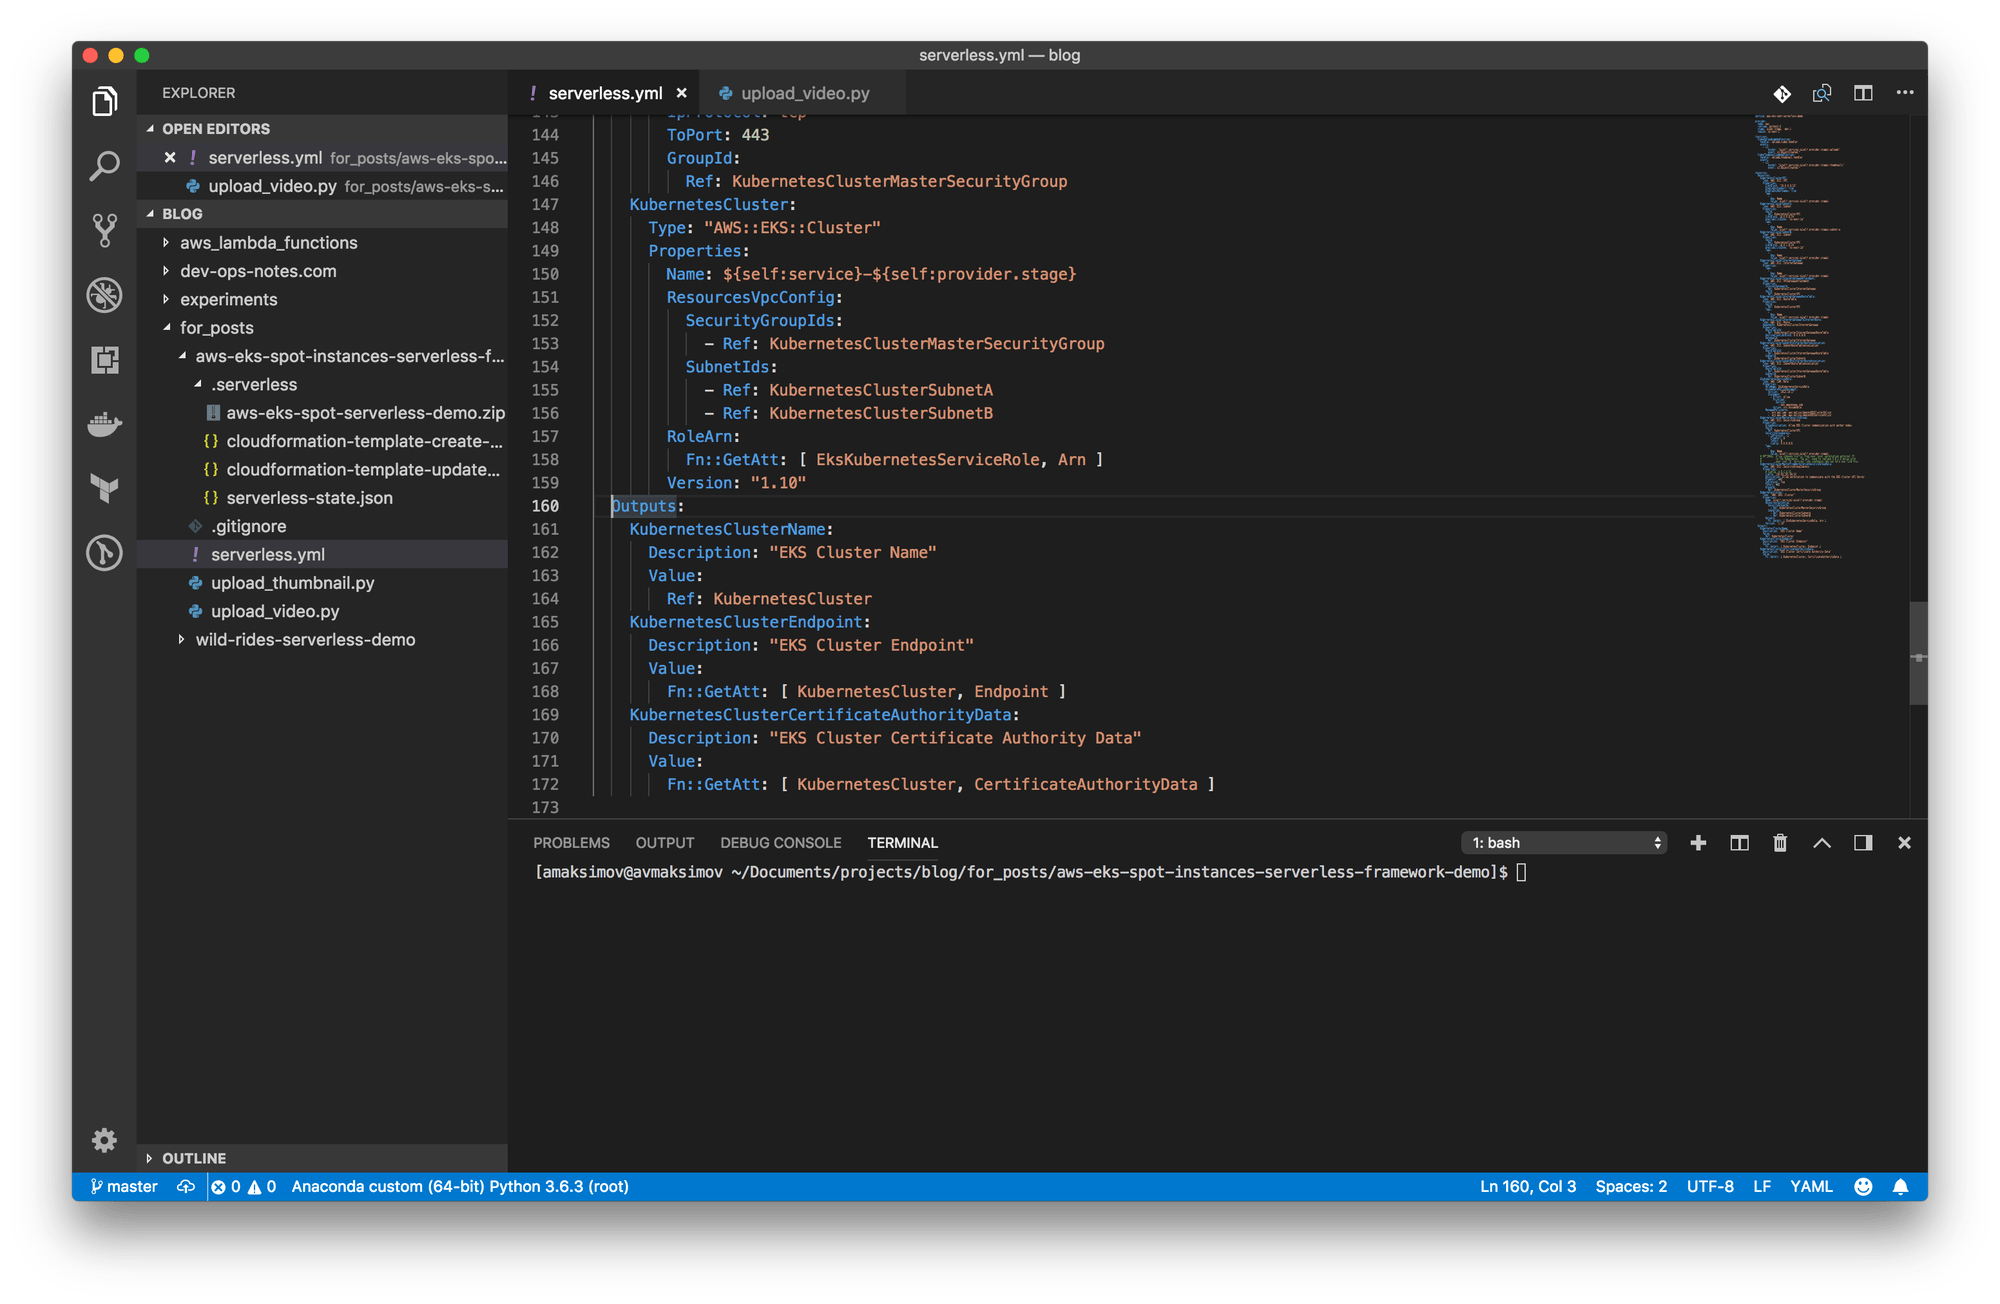 serverless.yml — blog
EXPLORER
OPEN EDITORS
serverless.yml for_posts/aws-eks-spo...
upload_video.py for_posts/aws-eks-s...
BLOG
aws_lambda_functions
dev-ops-notes.com
experiments
for_posts
aws-eks-spot-instances-serverless-f...
.serverless
aws-eks-spot-serverless-demo.zip
{} cloudformation-template-create-...
{} cloudformation-template-update...
{} serverless-state.json
.gitignore
! serverless.yml
upload_thumbnail.py
upload_video.py
wild-rides-serverless-demo
OUTLINE
! serverless.yml
upload_video.py
144 ToPort: 443
145 GroupId:
146 Ref: KubernetesClusterMasterSecurityGroup
147 KubernetesCluster:
148 Type: "AWS::EKS::Cluster"
149 Properties:
150 Name: ${self:service}-${self:provider.stage}
151 ResourcesVpcConfig:
152 SecurityGroupIds:
153 - Ref: KubernetesClusterMasterSecurityGroup
154 SubnetIds:
155 - Ref: KubernetesClusterSubnetA
156 - Ref: KubernetesClusterSubnetB
157 RoleArn:
158 Fn::GetAtt: [ EksKubernetesServiceRole, Arn ]
159 Version: "1.10"
160 Outputs:
161 KubernetesClusterName:
162 Description: "EKS Cluster Name"
163 Value:
164 Ref: KubernetesCluster
165 KubernetesClusterEndpoint:
166 Description: "EKS Cluster Endpoint"
167 Value:
168 Fn::GetAtt: [ KubernetesCluster, Endpoint ]
169 KubernetesClusterCertificateAuthorityData:
170 Description: "EKS Cluster Certificate Authority Data"
171 Value:
172 Fn::GetAtt: [ KubernetesCluster, CertificateAuthorityData ]
173
PROBLEMS OUTPUT DEBUG CONSOLE TERMINAL 1: bash
[amaksimov@avmaksimov ~/Documents/projects/blog/for_posts/aws-eks-spot-instances-serverless-framework-demo]$
master 0 0 Anaconda custom (64-bit) Python 3.6.3 (root) Ln 160, Col 3 Spaces: 2 UTF-8 LF YAML